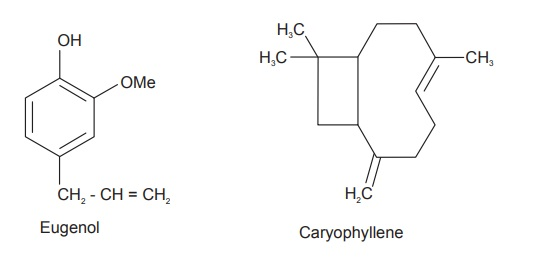 OH
OMe
CH₂ - CH = CH₂
Eugenol
H₃C
H₃C
CH₃
H₂C
Caryophyllene